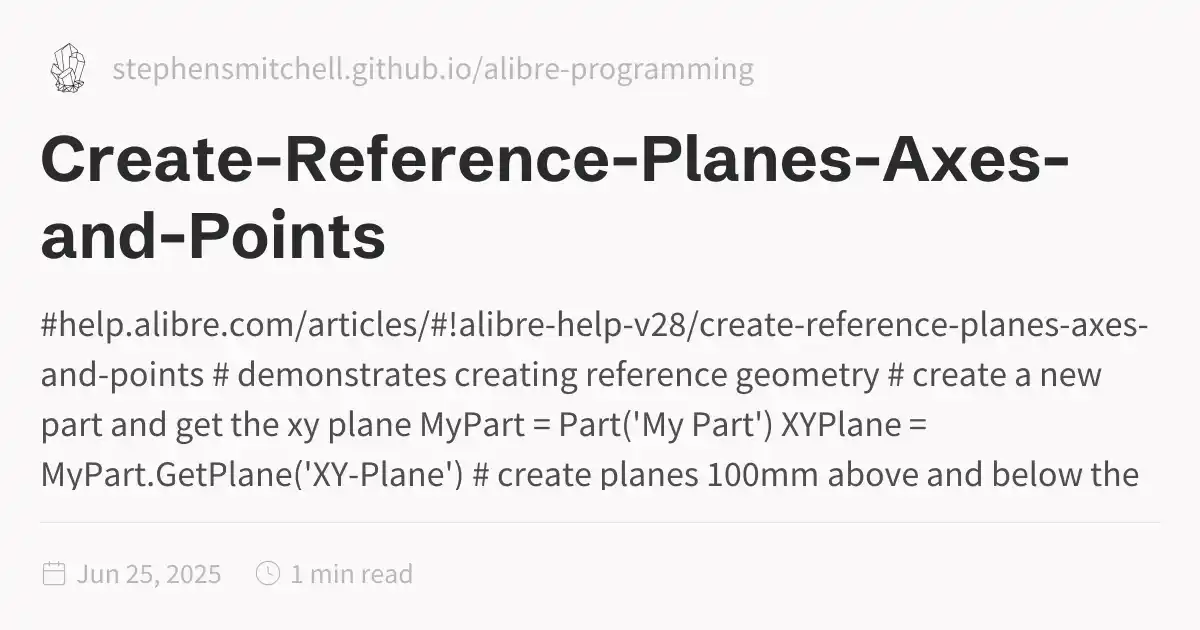 stephensmitchell.github.io/alibre-programming
Create-Reference-Planes-Axes-
and-Points
#help.alibre.com/articles/#!alibre-help-v28/create-reference-planes-axes-
and-points # demonstrates creating reference geometry # create a new
part and get the xy plane MyPart = Part('My Part') XYPlane =
MyPart.GetPlane('XY-Plane') # create planes 100mm above and below the
Jun 25, 2025
1 min read